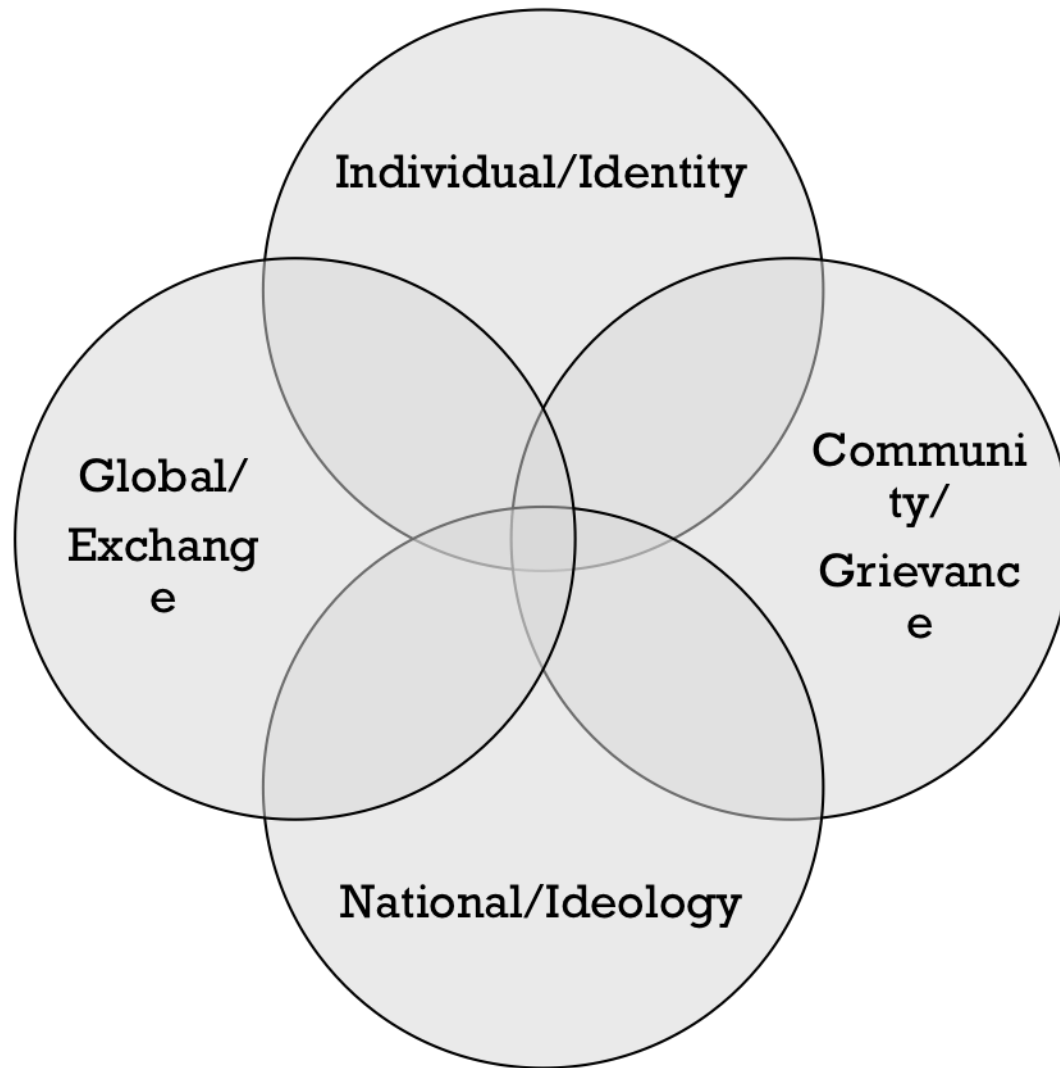 Individual/Identity
Global/
Exchang
e
Communi
ty/
Grievanc
e
National/Ideology